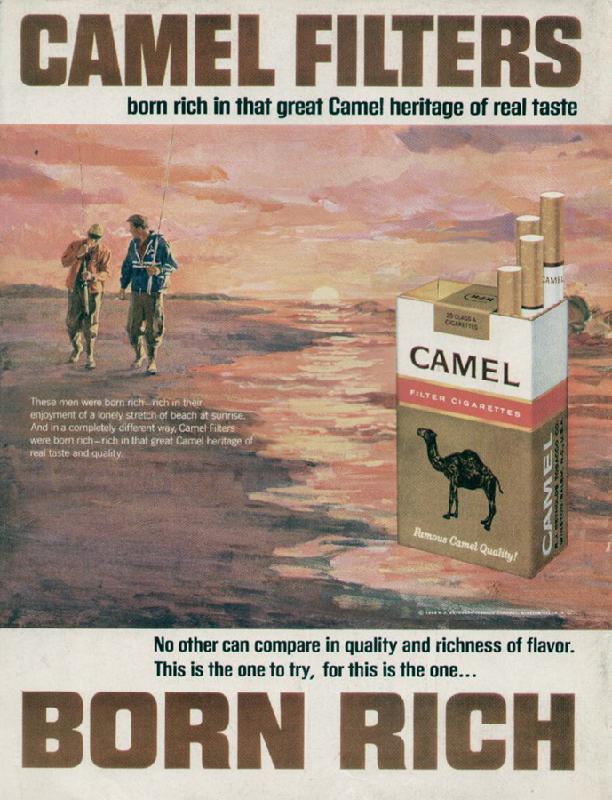 CAMEL FILTERS
born rich in that great Camel heritage of real taste
These men were born rich—rich in their
enjoyment of a lonely stretch of beach at sunrise.
And in a completely different way, Camel Filters
were born rich—rich in that great Camel heritage of
real taste and quality.
20 CLASS A
CIGARETTES
CAMEL
CAMEL
FILTER CIGARETTES
CAMEL
Famous Camel Quality!
No other can compare in quality and richness of flavor.
This is the one to try, for this is the one...
BORN RICH